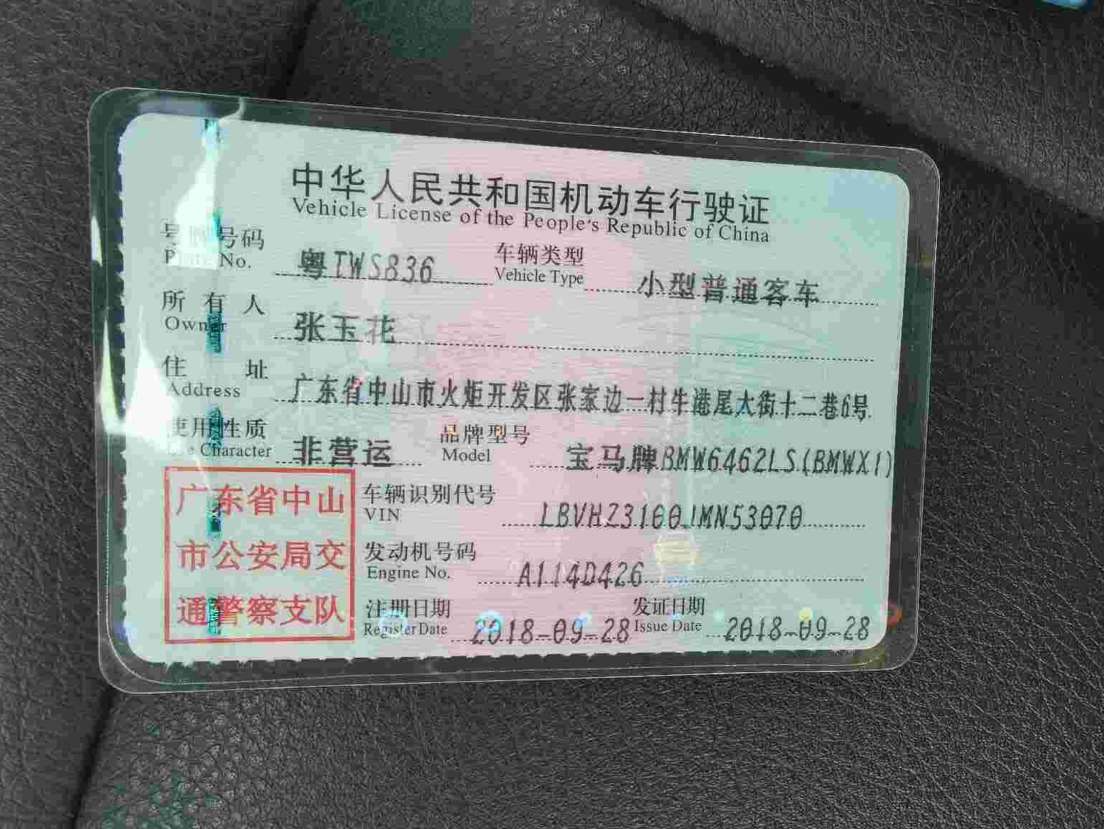 中华人民共和国机动车行驶证
Vehicle License of the People's Republic of China
号牌号码 粤TWS836 车辆类型 小型普通客车
Plate No. Vehicle Type
所有人 张玉花
Owner
住址 广东省中山市火炬开发区张家边一村牛港尾大街十二巷6号
Address
使用性质 非营运 品牌型号 宝马牌BMW6462LS(BMWX1)
Use Character Model
车辆识别代号 LBVHZ3100JMN53070
VIN
发动机号码 A114D426
Engine No.
注册日期 2018-09-28 发证日期 2018-09-28
Register Date Issue Date
广东省中山
市公安局交
通警察支队